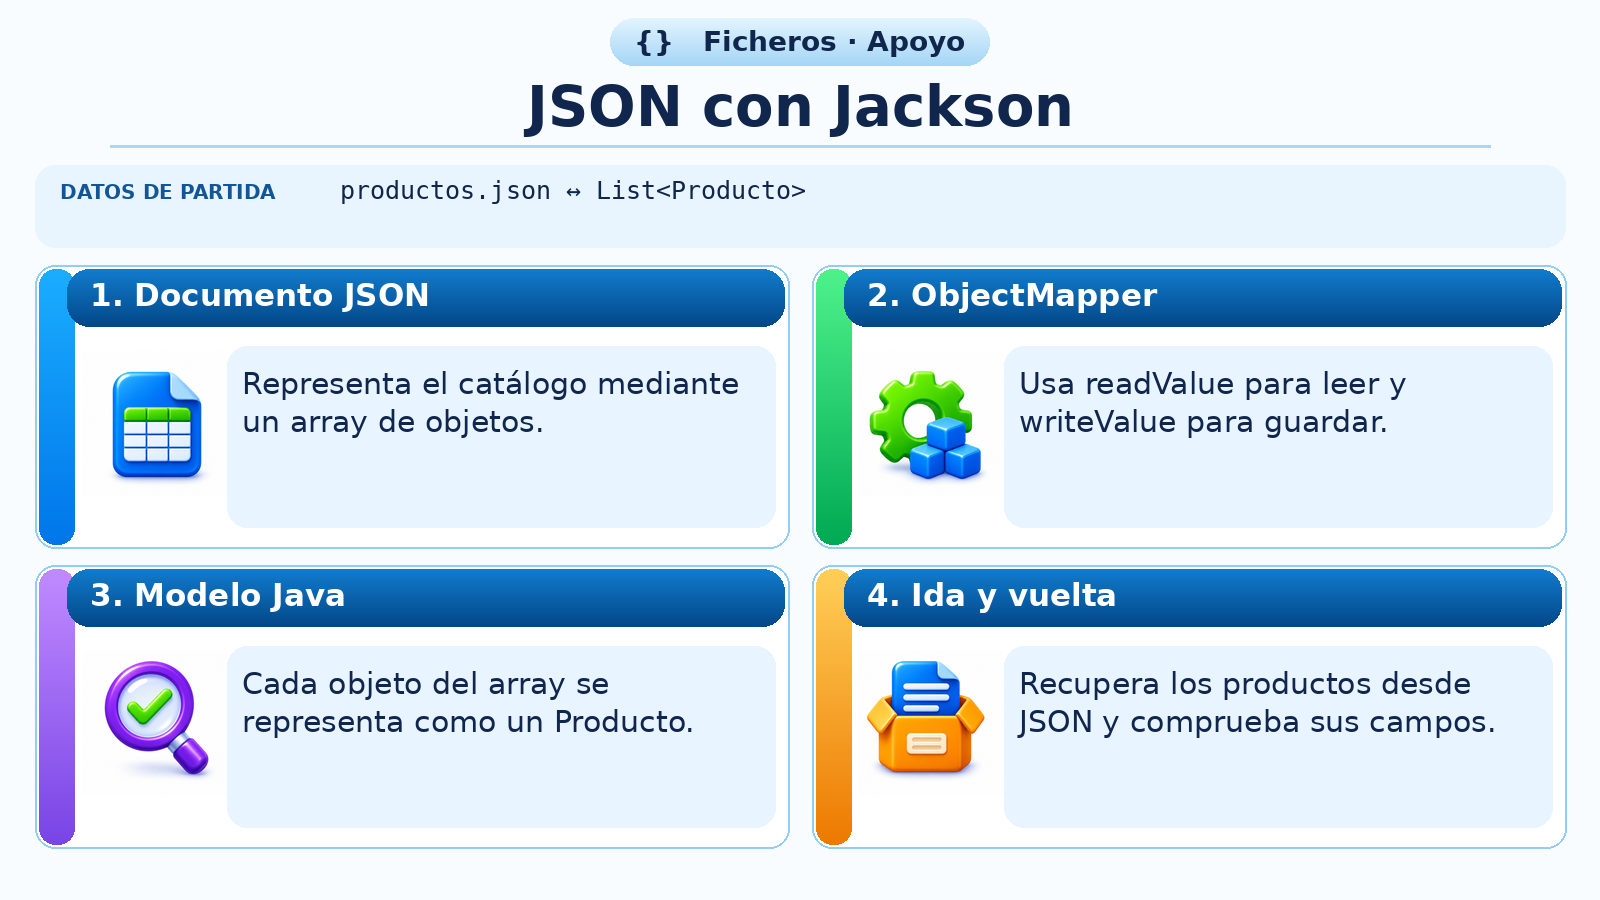 {} Ficheros · Apoyo
JSON con Jackson
DATOS DE PARTIDA productos.json ↔ List<Producto>
1. Documento JSON
Representa el catálogo mediante
un array de objetos.
2. ObjectMapper
Usa readValue para leer y
writeValue para guardar.
3. Modelo Java
Cada objeto del array se
representa como un Producto.
4. Ida y vuelta
Recupera los productos desde
JSON y comprueba sus campos.